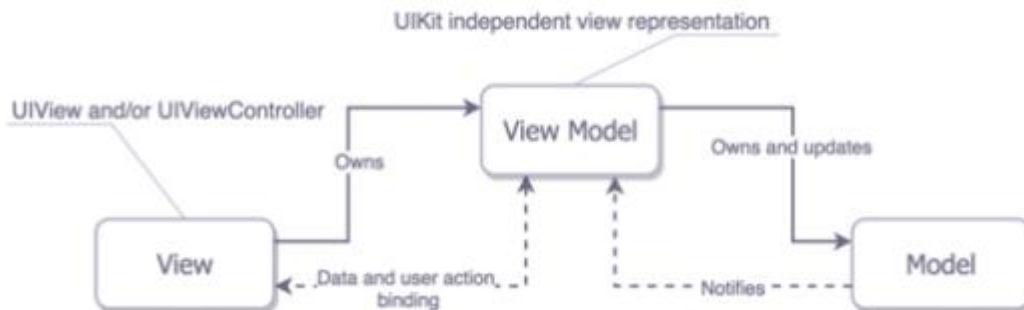 UIKit independent view representation
UIView and/or UIViewController
View Model
Owns
Owns and updates
View
Data and user action
binding
Notifies
Model